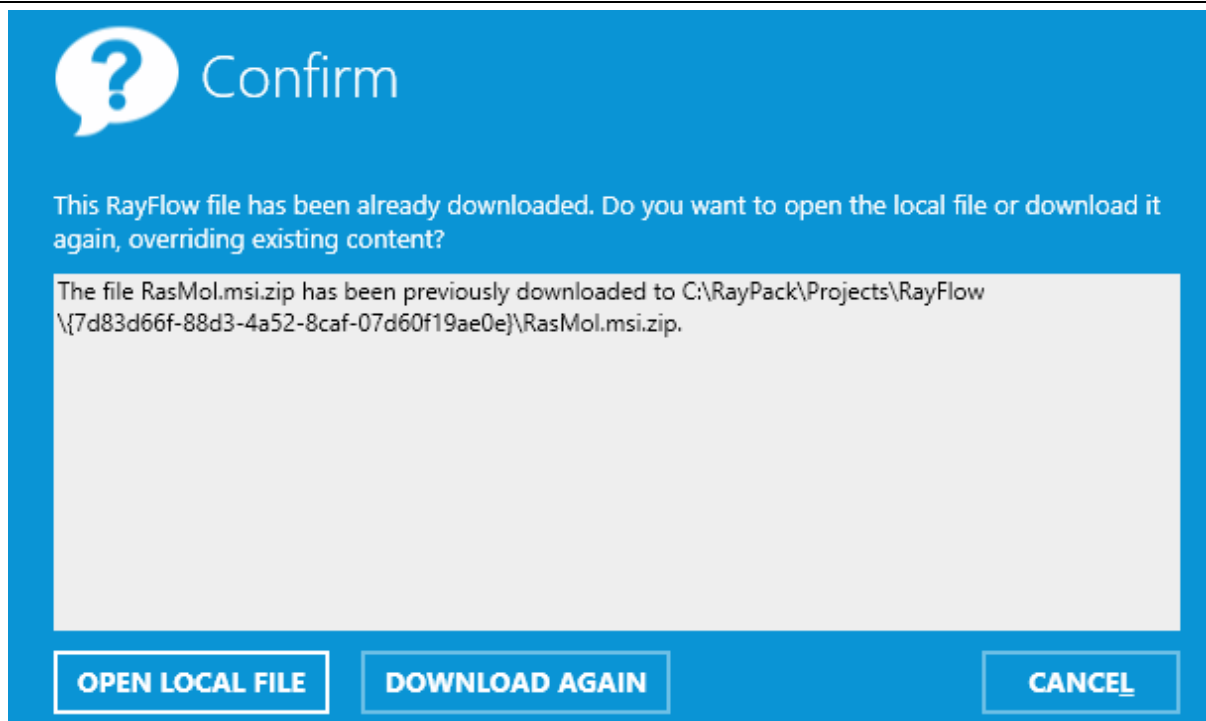 ?
Confirm
This RayFlow file has been already downloaded. Do you want to open the local file or download it
again, overriding existing content?
The file RasMol.msi.zip has been previously downloaded to C:\RayPack\Projects\RayFlow
\{7d83d66f-88d3-4a52-8caf-07d60f19ae0e}\RasMol.msi.zip.
OPEN LOCAL FILE DOWNLOAD AGAIN CANCEL